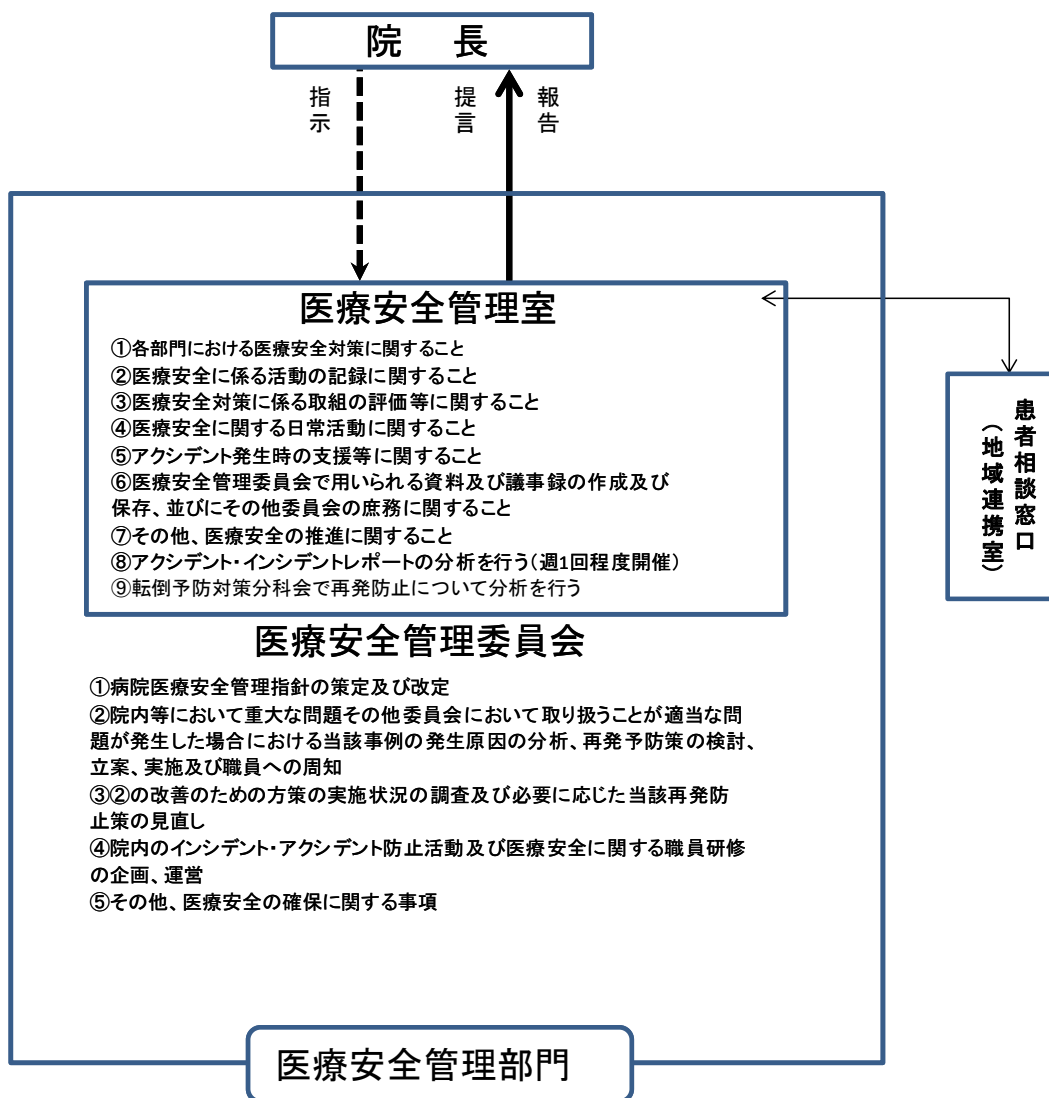 院　長
指示
提言
報告
医療安全管理室
①各部門における医療安全対策に関すること
②医療安全に係る活動の記録に関すること
③医療安全対策に係る取組の評価等に関すること
④医療安全に関する日常活動に関すること
⑤アクシデント発生時の支援等に関すること
⑥医療安全管理委員会で用いられる資料及び議事録の作成及び
保存、並びにその他委員会の庶務に関すること
⑦その他、医療安全の推進に関すること
⑧アクシデント・インシデントレポートの分析を行う（週1回程度開催）
⑨転倒予防対策分科会で再発防止について分析を行う
患者相談窓口
（地域連携室）
医療安全管理委員会
①病院医療安全管理指針の策定及び改定
②院内等において重大な問題その他委員会において取り扱うことが適当な問
題が発生した場合における当該事例の発生原因の分析、再発予防策の検討、
立案、実施及び職員への周知
③②の改善のための方策の実施状況の調査及び必要に応じた当該再発防
止策の見直し
④院内のインシデント・アクシデント防止活動及び医療安全に関する職員研修
の企画、運営
⑤その他、医療安全の確保に関する事項
医療安全管理部門